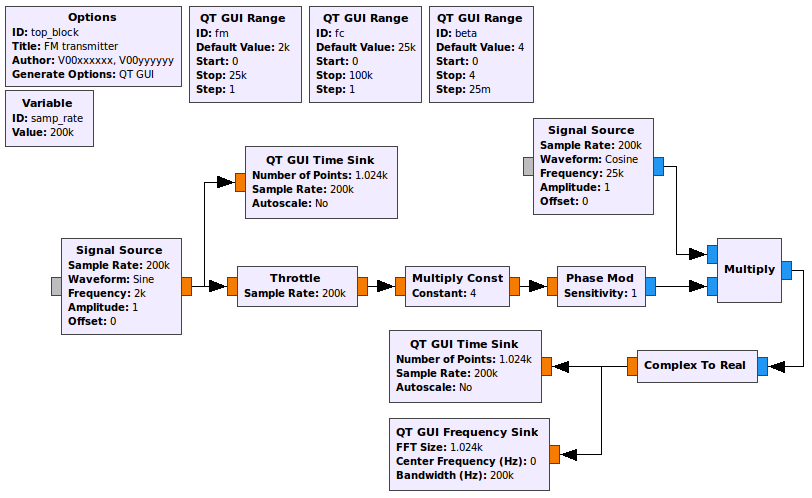 Options
ID: top_block
Title: FM transmitter
Author: V00xxxxxx, V00yyyyyy
Generate Options: QT GUI
QT GUI Range
ID: fm
Default Value: 2k
Start: 0
Stop: 25k
Step: 1
QT GUI Range
ID: fc
Default Value: 25k
Start: 0
Stop: 100k
Step: 1
QT GUI Range
ID: beta
Default Value: 4
Start: 0
Stop: 4
Step: 25m
Variable
ID: samp_rate
Value: 200k
QT GUI Time Sink
Number of Points: 1.024k
Sample Rate: 200k
Autoscale: No
Signal Source
Sample Rate: 200k
Waveform: Cosine
Frequency: 25k
Amplitude: 1
Offset: 0
Signal Source
Sample Rate: 200k
Waveform: Sine
Frequency: 2k
Amplitude: 1
Offset: 0
Throttle
Sample Rate: 200k
Multiply Const
Constant: 4
Phase Mod
Sensitivity: 1
Multiply
QT GUI Time Sink
Number of Points: 1.024k
Sample Rate: 200k
Autoscale: No
Complex To Real
QT GUI Frequency Sink
FFT Size: 1.024k
Center Frequency (Hz): 0
Bandwidth (Hz): 200k